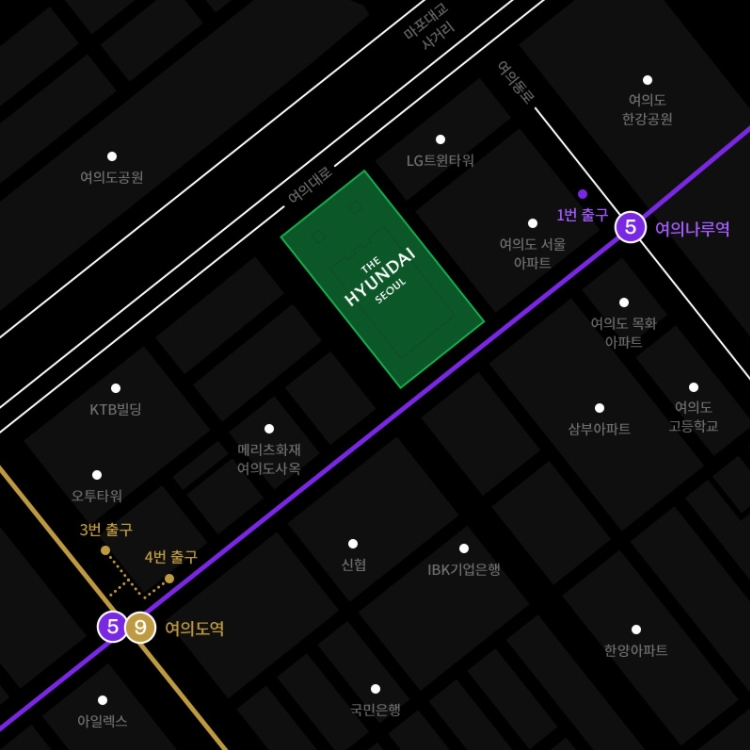 마포대교
사거리
여의동로
여의도
한강공원
LG트윈타워
여의도공원
여의대로
1번 출구
5
여의나루역
여의도 서울
아파트
THE
HYUNDAI
SEOUL
여의도 목화
아파트
KTB빌딩
삼부아파트
여의도
고등학교
메리츠화재
여의도사옥
오투타워
3번 출구
4번 출구
신협
IBK기업은행
5
9
여의도역
한양아파트
국민은행
아일렉스